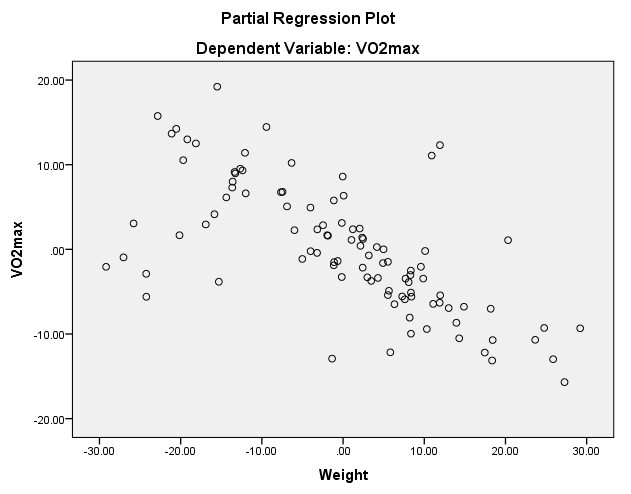 Partial Regression Plot
Dependent Variable: VO2max
20.00
10.00
.00
-10.00
-20.00
VO2max
-30.00 -20.00 -10.00 .00 10.00 20.00 30.00
Weight